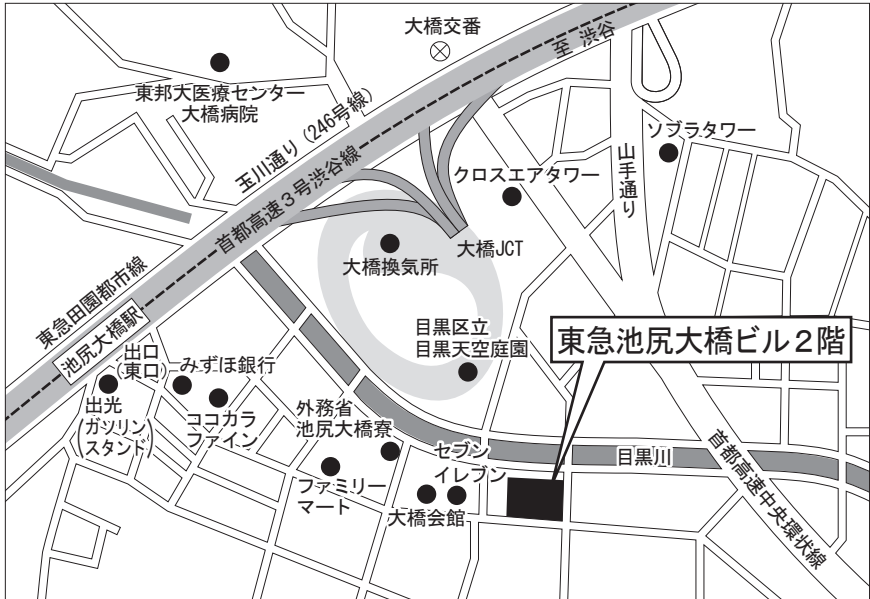 大橋交番
至 渋谷
東邦大医療センター
大橋病院
玉川通り（246号線）
首都高速３号渋谷線
ソブラタワー
山手通り
クロスエアタワー
大橋JCT
大橋換気所
東急田園都市線
池尻大橋駅
目黒区立
目黒天空庭園
東急池尻大橋ビル２階
出口
（東口）
みずほ銀行
出光
（ガソリン
スタンド）
ココカラ
ファイン
外務省
池尻大橋寮
セブン
イレブン
目黒川
首都高速中央環状線
ファミリー
マート
大橋会館